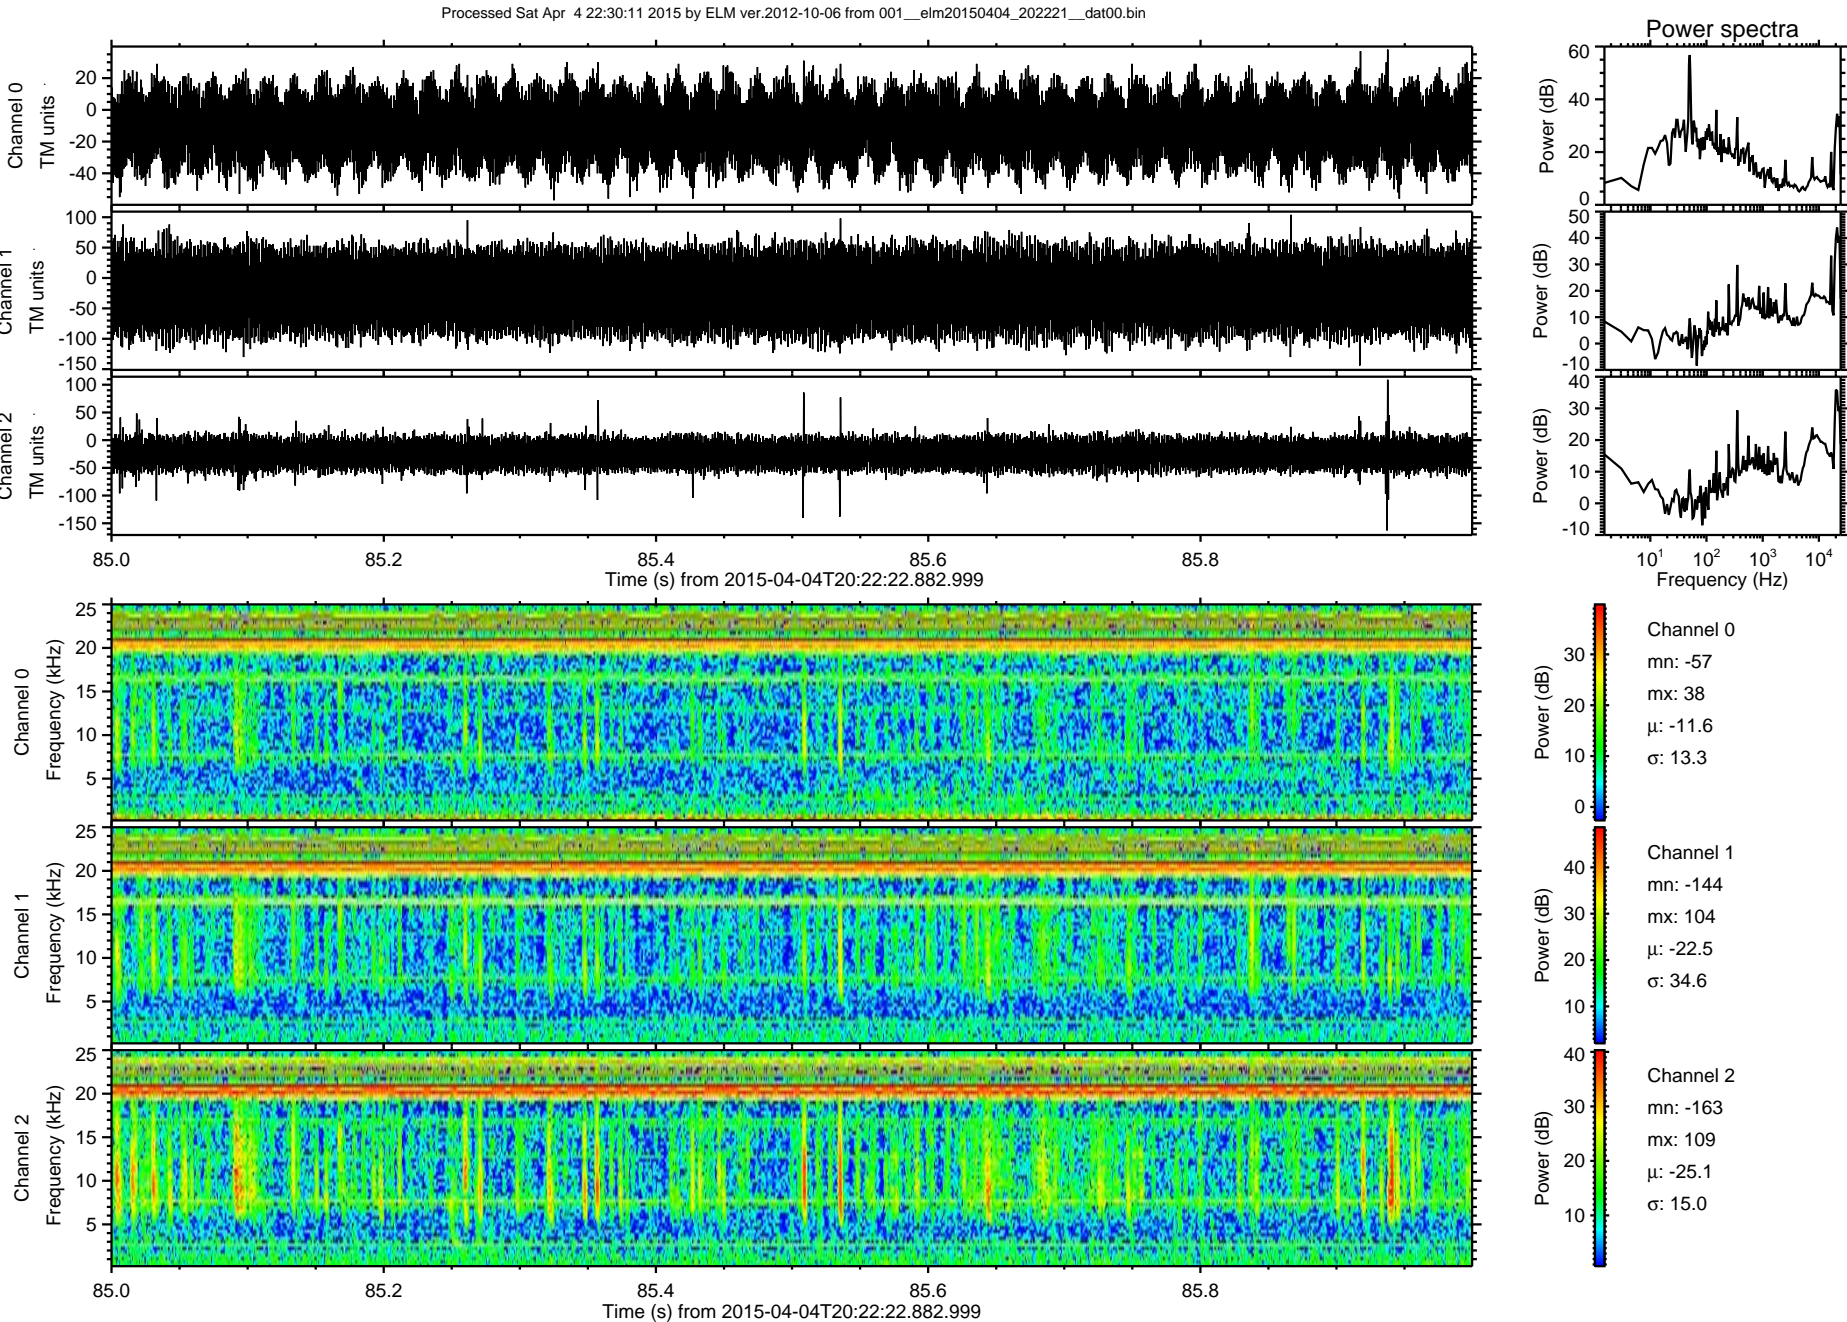 Processed Sat Apr  4 22:30:11 2015 by ELM ver.2012-10-06 from 001__elm20150404_202221__dat00.bin
Power spectra
Channel 0
TM units
20
0
-20
-40
Power (dB)
60
40
20
0
Channel 1
TM units
100
50
0
-50
-100
-150
Power (dB)
50
40
30
20
10
0
-10
Channel 2
TM units
100
50
0
-50
-100
-150
Power (dB)
40
30
20
10
0
-10
85.0 85.2 85.4 85.6 85.8
Time (s) from 2015-04-04T20:22:22.882.999
10¹ 10² 10³ 10⁴
Frequency (Hz)
Channel 0
Frequency (kHz)
25
20
15
10
5
Power (dB)
30
20
10
0
Channel 0
mn: -57
mx: 38
μ: -11.6
σ: 13.3
Channel 1
Frequency (kHz)
25
20
15
10
5
Power (dB)
40
30
20
10
Channel 1
mn: -144
mx: 104
μ: -22.5
σ: 34.6
Channel 2
Frequency (kHz)
25
20
15
10
5
Power (dB)
40
30
20
10
Channel 2
mn: -163
mx: 109
μ: -25.1
σ: 15.0
85.0 85.2 85.4 85.6 85.8
Time (s) from 2015-04-04T20:22:22.882.999